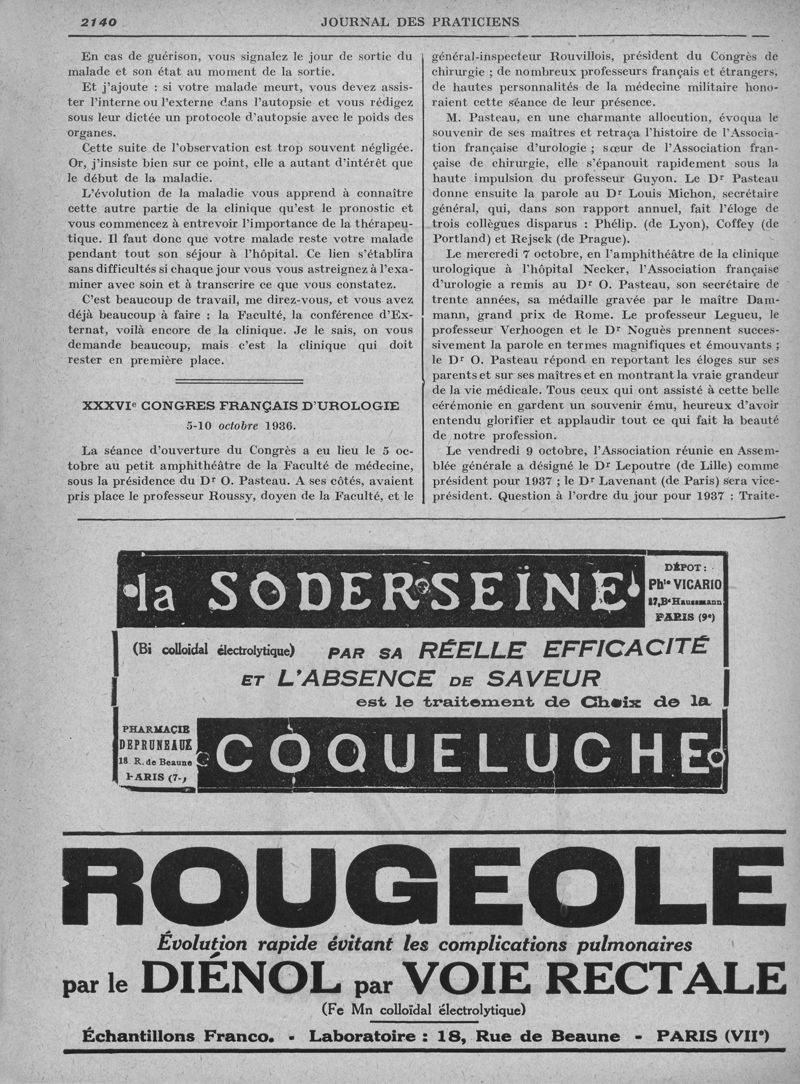 2140
JOURNAL DES PRATICIENS
En cas de guérison, vous signalez le jour de sortie du
malade et son état au moment de la sortie.
Et j'ajoute : si votre malade meurt, vous devez assis-
ter l'interne ou l'externe dans l'autopsie et vous rédigez
sous leur dictée un protocole d'autopsie avec le poids des
organes.
Cette suite de l'observation est trop souvent négligée.
Or, j'insiste bien sur ce point, elle a autant d'intérêt que
le début de la maladie.
L'évolution de la maladie vous apprend à connaître
cette autre partie de la clinique qu'est le pronostic et
vous commencez à entrevoir l'importance de la thérapeu-
tique. Il faut donc que votre malade reste votre malade
pendant tout son séjour à l'hôpital. Ce lien s'établira
sans difficultés si chaque jour vous vous astreignez à l'exa-
miner avec soin et à transcrire ce que vous constatez.
C'est beaucoup de travail, me direz-vous, et vous avez
déjà beaucoup à faire : la Faculté, la conférence d'Ex-
ternat, voilà encore de la clinique. Je le sais, on vous
demande beaucoup, mais c'est la clinique qui doit
rester en première place.
XXXVIe CONGRES FRANÇAIS D'UROLOGIE
5-10 octobre 1936.
La séance d'ouverture du Congrès a eu lieu le 5 oc-
tobre au petit amphithéâtre de la Faculté de médecine,
sous la présidence du Dr O. Pasteau. A ses côtés, avaient
pris place le professeur Roussy, doyen de la Faculté, et le
général-inspecteur Rouvillois, président du Congrès de
chirurgie ; de nombreux professeurs français et étrangers,
de hautes personnalités de la médecine militaire hono-
raient cette séance de leur présence.
M. Pasteau, en une charmante allocution, évoqua le
souvenir de ses maîtres et retraça l'histoire de l'Associa-
tion française d'urologie ; sœur de l'Association fran-
çaise de chirurgie, elle s'épanouit rapidement sous la
haute impulsion du professeur Guyon. Le Dr Pasteau
donne ensuite la parole au Dr Louis Michon, secrétaire
général, qui, dans son rapport annuel, fait l'éloge de
trois collègues disparus : Phélip. (de Lyon), Coffey (de
Portland) et Rejsek (de Prague).
Le mercredi 7 octobre, en l'amphithéâtre de la clinique
urologique à l'hôpital Necker, l'Association française
d'urologie a remis au Dr O. Pasteau, son secrétaire de
trente années, sa médaille gravée par le maître Dam-
mann, grand prix de Rome. Le professeur Legueu, le
professeur Verhoogen et le Dr Noguès prennent succes-
sivement la parole en termes magnifiques et émouvants ;
le Dr O. Pasteau répond en reportant les éloges sur ses
parents et sur ses maîtres et en montrant la vraie grandeur
de la vie médicale. Tous ceux qui ont assisté à cette belle
cérémonie en gardent un souvenir ému, heureux d'avoir
entendu glorifier et applaudir tout ce qui fait la beauté
de notre profession.
Le vendredi 9 octobre, l'Association réunie en Assem-
blée générale a désigné le Dr Lepoutre (de Lille) comme
président pour 1937 ; le Dr Lavenant (de Paris) sera vice-
président. Question à l'ordre du jour pour 1937 : Traite-
la SODERSEÏNE
DÉPOT :
Phie VICARIO
17, Bd Haussmann
PARIS (9e)
(Bi colloidal électrolytique) PAR SA RÉELLE EFFICACITÉ
ET L'ABSENCE DE SAVEUR
est le traitement de Choix de la
PHARMACIE
DEPRUNEAUX
18 R. de Beaune
PARIS (7-)
COQUELUCHE
ROUGEOLE
Évolution rapide évitant les complications pulmonaires
par le DIÉNOL par VOIE RECTALE
(Fe Mn colloïdal électrolytique)
Échantillons Franco. - Laboratoire : 18, Rue de Beaune - PARIS (VIIe)